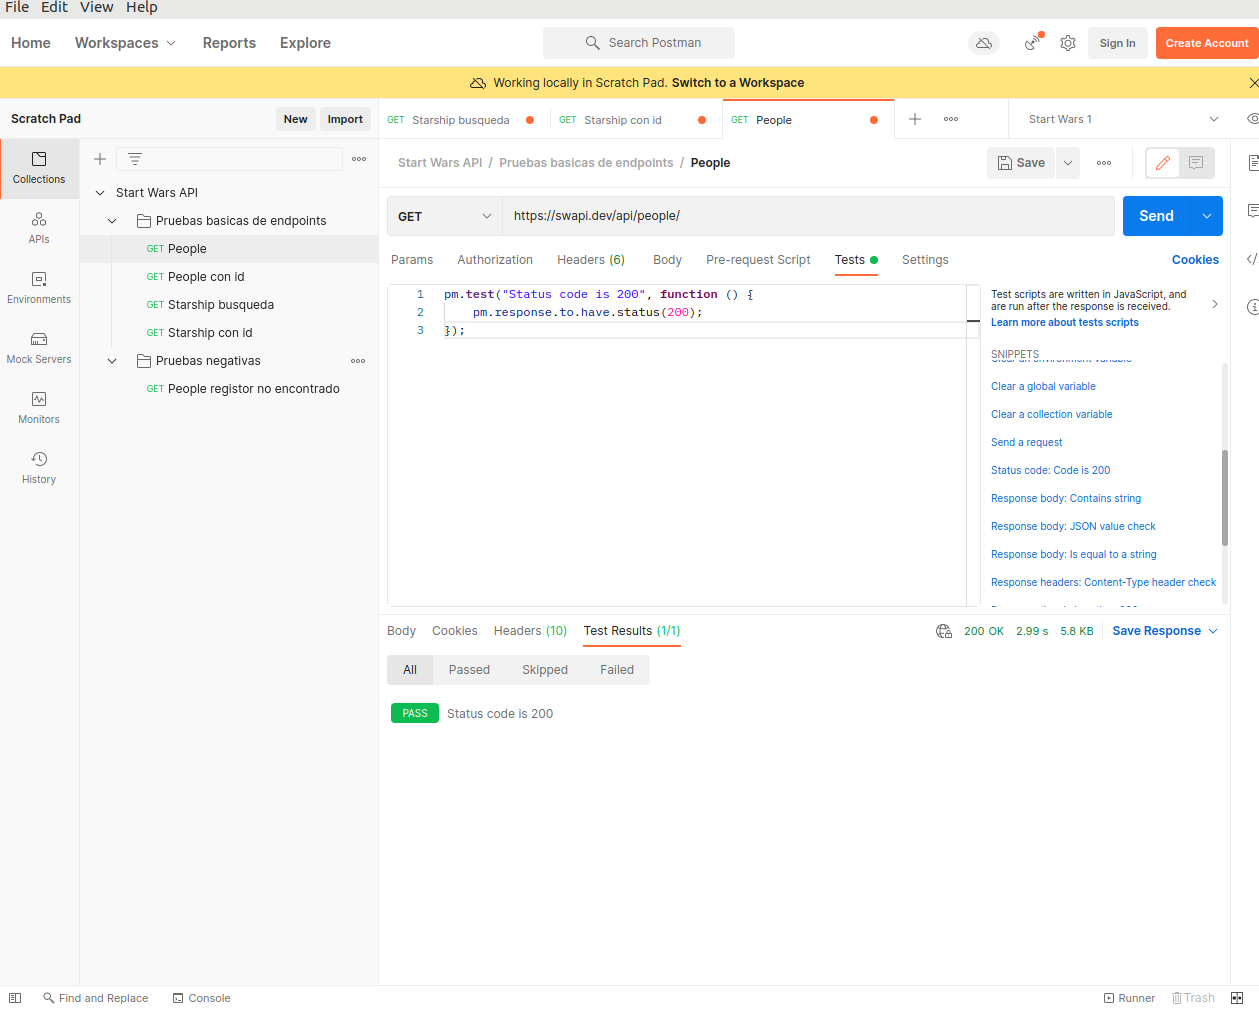 File Edit View Help
Home Workspaces Reports Explore Search Postman Sign In Create Account
Working locally in Scratch Pad. Switch to a Workspace
Scratch Pad New Import GET Starship busqueda GET Starship con id GET People Start Wars 1
Start Wars API / Pruebas basicas de endpoints / People Save
Collections
APIs
Environments
Mock Servers
Monitors
History
Start Wars API
Pruebas basicas de endpoints
GET People
GET People con id
GET Starship busqueda
GET Starship con id
Pruebas negativas
GET People registor no encontrado
GET https://swapi.dev/api/people/ Send
Params Authorization Headers (6) Body Pre-request Script Tests Settings Cookies
1 pm.test("Status code is 200", function () {
2 pm.response.to.have.status(200);
3 });
Test scripts are written in JavaScript, and
are run after the response is received.
Learn more about tests scripts
SNIPPETS
Clear an environment variable
Clear a global variable
Clear a collection variable
Send a request
Status code: Code is 200
Response body: Contains string
Response body: JSON value check
Response body: Is equal to a string
Response headers: Content-Type header check
Body Cookies Headers (10) Test Results (1/1) 200 OK 2.99 s 5.8 KB Save Response
All Passed Skipped Failed
PASS Status code is 200
Find and Replace Console Runner Trash